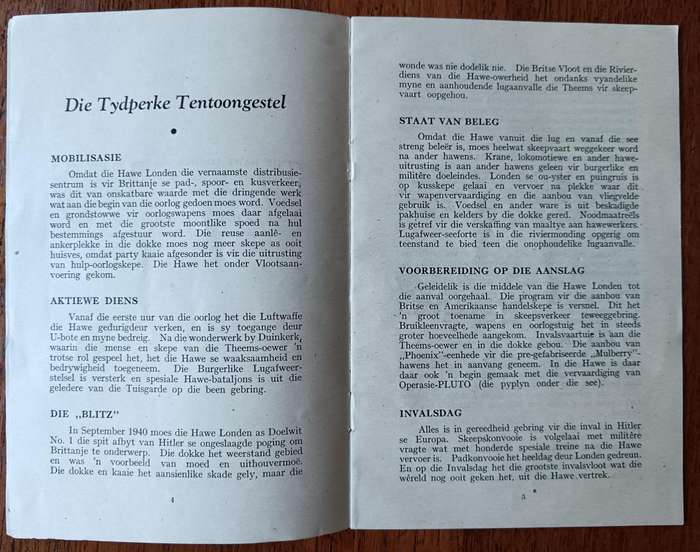 Die Tydperke Tentoongestel
•
MOBILISASIE
Omdat die Hawe Londen die vernaamste distribusie-
sentrum is vir Brittanje se pad-, spoor- en kusverkeer,
was dit van onskatbare waarde met die dringende werk
wat aan die begin van die oorlog gedoen moes word. Voedsel
en grondstowwe vir oorlogswapens moes daar afgelaai
word en met die grootste moontlike spoed na hul
bestemmings afgestuur word. Die reuse aanlê- en
ankerplekke in die dokke moes nog meer skepe as ooit
huisves, omdat party kaaie afgesonder is vir die uitrusting
van hulp-oorlogskepe. Die Hawe het onder Vlootsaan-
voering gekom.
AKTIEWE DIENS
Vanaf die eerste uur van die oorlog het die Luftwaffe
die Hawe gedurigdeur verken, en is sy toegange deur
U-bote en myne bedreig. Na die wonderwerk by Duinkerk,
waarin die mense en skepe van die Theems-oewer 'n
trotse rol gespeel het, het die Hawe se waaksaamheid en
bedrywigheid toegeneem. Die Burgerlike Lugafweer-
stelsel is versterk en spesiale Hawe-bataljons is uit die
geledere van die Tuisgarde op die been gebring.
DIE „BLITZ"
In September 1940 moes die Hawe Londen as Doelwit
No. 1 die spit afbyt van Hitler se ongeslaagde poging om
Brittanje te onderwerp. Die dokke het weerstand gebied
en was 'n voorbeeld van moed en uithouvermoë.
Die dokke en kaaie het aansienlike skade gely, maar die
4
wonde was nie dodelik nie. Die Britse Vloot en die Rivier-
diens van die Hawe-owerheid het ondanks vyandelike
myne en aanhoudende lugaanvalle die Theems vir skeep-
vaart oopgehou.
STAAT VAN BELEG
Omdat die Hawe vanuit die lug en vanaf die see
streng beleër is, moes heelwat skeepvaart weggekeer word
na ander hawens. Krane, lokomotiewe en ander hawe-
uitrusting is aan ander hawens geleen vir burgerlike en
militêre doeleindes. Londen se ou-yster en puingruis is
op kusskepe gelaai en vervoer na plekke waar dit
vir wapenvervaardiging en die aanbou van vliegvelde
gebruik is. Voedsel en ander ware is uit beskadigde
pakhuise en kelders by die dokke gered. Noodmaatreëls
is getref vir die verskaffing van maaltye aan hawewerkers.
Lugafweer-seeforte is in die riviermonding opgerig om
teenstand te bied teen die onophoudelike lugaanvalle.
VOORBEREIDING OP DIE AANSLAG
Geleidelik is die middele van die Hawe Londen tot
die aanval oorgehaal. Die program vir die aanbou van
Britse en Amerikaanse handelskepe is versnel. Dit het
'n groot toename in skeepsverkeer teweeggebring.
Bruikleenvragte, wapens en oorlogstuig het in steeds
groter hoeveelhede aangekom. Invalsvaartuie is aan die
Theems-oewer en in die dokke gebou. Die aanbou van
„Phoenix"-eenhede vir die pre-gefabriseerde „Mulberry"-
hawens het in aanvang geneem. In die Hawe is daar
daar ook 'n begin gemaak met die vervaardiging van
Operasie-PLUTO (die pyplyn onder die see).
INVALSDAG
Alles is in gereedheid gebring vir die inval in Hitler
se Europa. Skeepskonvooie is volgelaai met militêre
vragte wat met honderde spesiale treine na die Hawe
vervoer is. Padkonvooie het heeldag deur Londen gedreun.
En op die Invalsdag het die grootste invalsvloot wat die
wêreld nog ooit geken het, uit die Hawe vertrek.
5